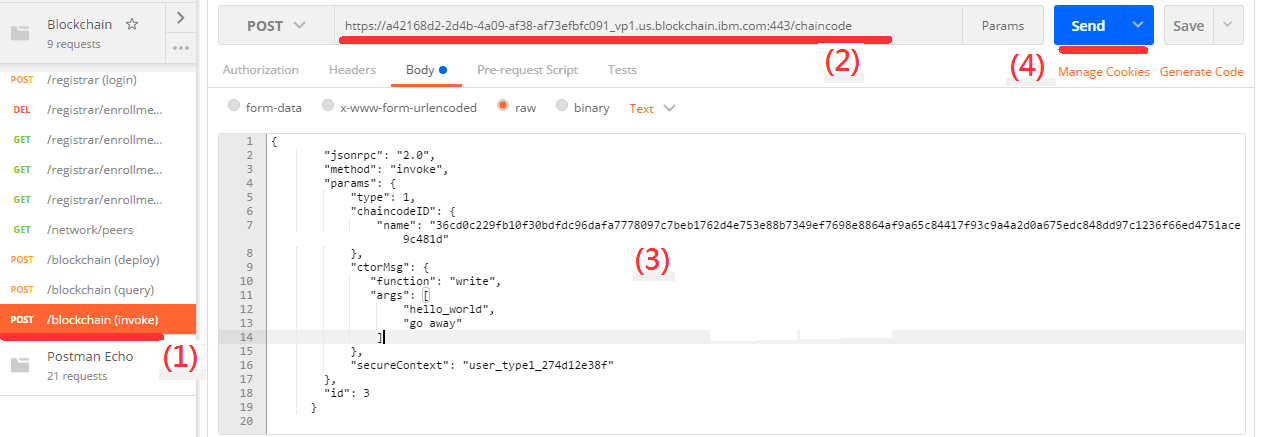 Blockchain
9 requests
POST /registrar (login)
DEL /registrar/enrollme...
GET /registrar/enrollme...
GET /registrar/enrollme...
GET /registrar/enrollme...
GET /network/peers
POST /blockchain (deploy)
POST /blockchain (query)
POST /blockchain (invoke)
(1)
Postman Echo
21 requests
POST https://a42168d2-2d4b-4a09-af38-af73efbfc091_vp1.us.blockchain.ibm.com:443/chaincode Params Send Save
(2)
(4)
Authorization Headers Body Pre-request Script Tests Manage Cookies Generate Code
form-data x-www-form-urlencoded raw binary Text
1 {
2 "jsonrpc": "2.0",
3 "method": "invoke",
4 "params": {
5 "type": 1,
6 "chaincodeID": {
7 "name": "36cd0c229fb10f30bdfdc96dafa7778097c7beb1762d4e753e88b7349ef7698e8864af9a65c84417f93c9a4a2d0a675edc848dd97c1236f66ed4751ace
9c481d"
8 },
9 "ctorMsg": {
10 "function": "write",
11 "args": [
12 "hello_world",
13 "go away"
14 ]
15 },
16 "secureContext": "user_type1_274d12e38f"
17 },
18 "id": 3
19 }
20
(3)